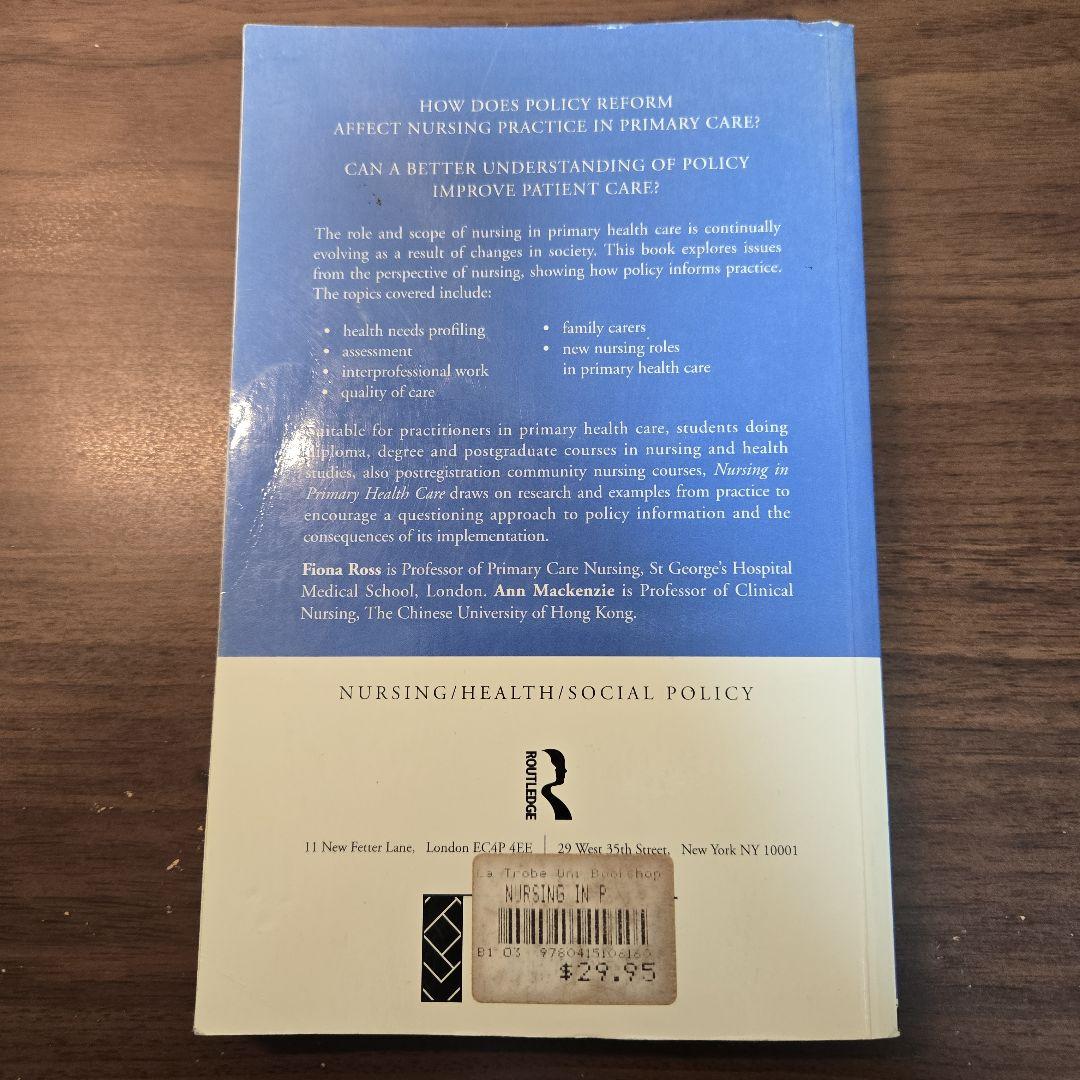 HOW DOES POLICY REFORM
AFFECT NURSING PRACTICE IN PRIMARY CARE?
CAN A BETTER UNDERSTANDING OF POLICY
IMPROVE PATIENT CARE?
The role and scope of nursing in primary health care is continually
evolving as a result of changes in society. This book explores issues
from the perspective of nursing, showing how policy informs practice.
The topics covered include:
• health needs profiling
• assessment
• interprofessional work
• quality of care
• family carers
• new nursing roles
in primary health care
Suitable for practitioners in primary health care, students doing
diploma, degree and postgraduate courses in nursing and health
studies, also postregistration community nursing courses, Nursing in
Primary Health Care draws on research and examples from practice to
encourage a questioning approach to policy information and the
consequences of its implementation.
Fiona Ross is Professor of Primary Care Nursing, St George's Hospital
Medical School, London. Ann Mackenzie is Professor of Clinical
Nursing, The Chinese University of Hong Kong.
NURSING/HEALTH/SOCIAL POLICY
ROUTLEDGE
11 New Fetter Lane, London EC4P 4EE
29 West 35th Street, New York NY 10001
La Trobe Uni Bookshop
NURSING IN P
B1 03
$29.95